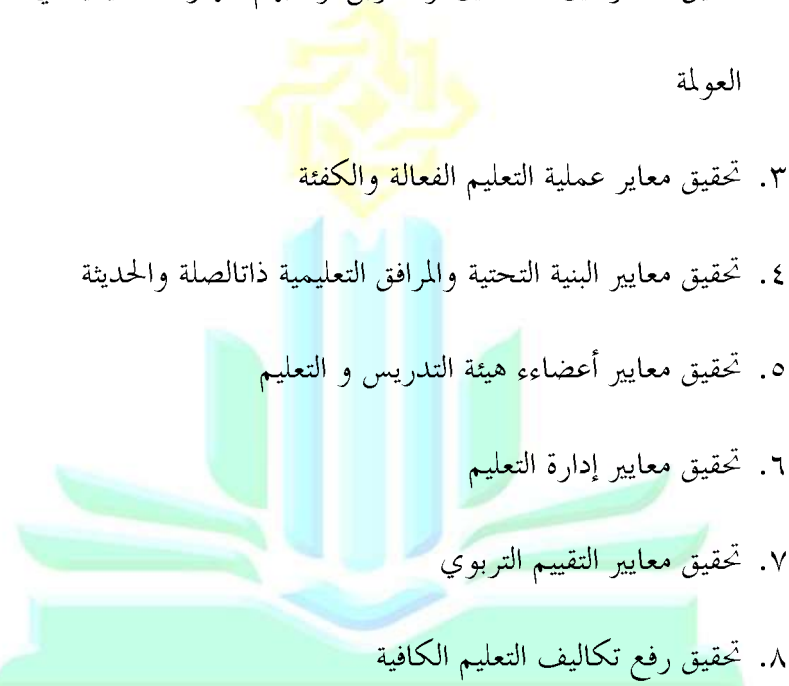 العولمة
٣. تحقيق معاير عملية التعليم الفعالة والكفئة
٤. تحقيق معايير البنية التحتية والمرافق التعليمية ذاتالصلة والحديثة
٥. تحقيق معايير أعضاءء هيئة التدريس و التعليم
٦. تحقيق معايير إدارة التعليم
٧. تحقيق معايير التقييم التربوي
٨. تحقيق رفع تكاليف التعليم الكافية